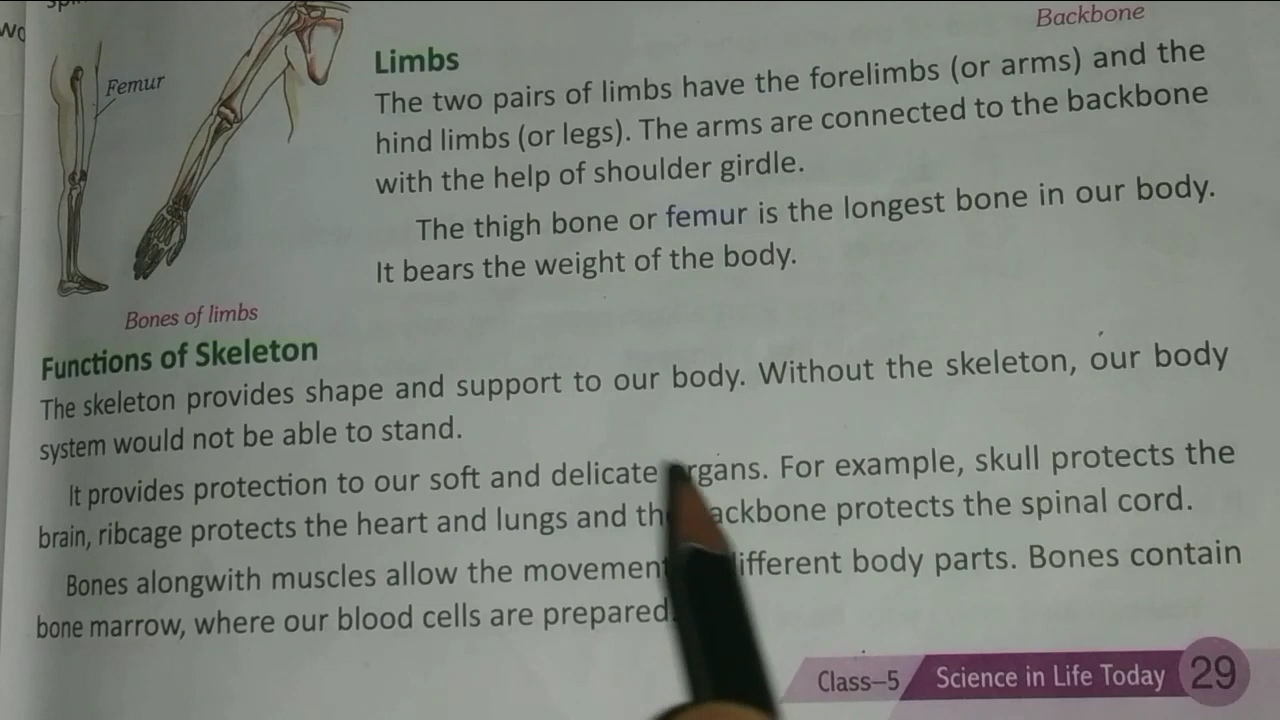 Backbone
Femur
Bones of limbs
Limbs
The two pairs of limbs have the forelimbs (or arms) and the
hind limbs (or legs). The arms are connected to the backbone
with the help of shoulder girdle.
The thigh bone or femur is the longest bone in our body.
It bears the weight of the body.
Functions of Skeleton
The skeleton provides shape and support to our body. Without the skeleton, our body
system would not be able to stand.
It provides protection to our soft and delicate organs. For example, skull protects the
brain, ribcage protects the heart and lungs and the backbone protects the spinal cord.
Bones alongwith muscles allow the movement different body parts. Bones contain
bone marrow, where our blood cells are prepared.
Class–5 Science in Life Today 29